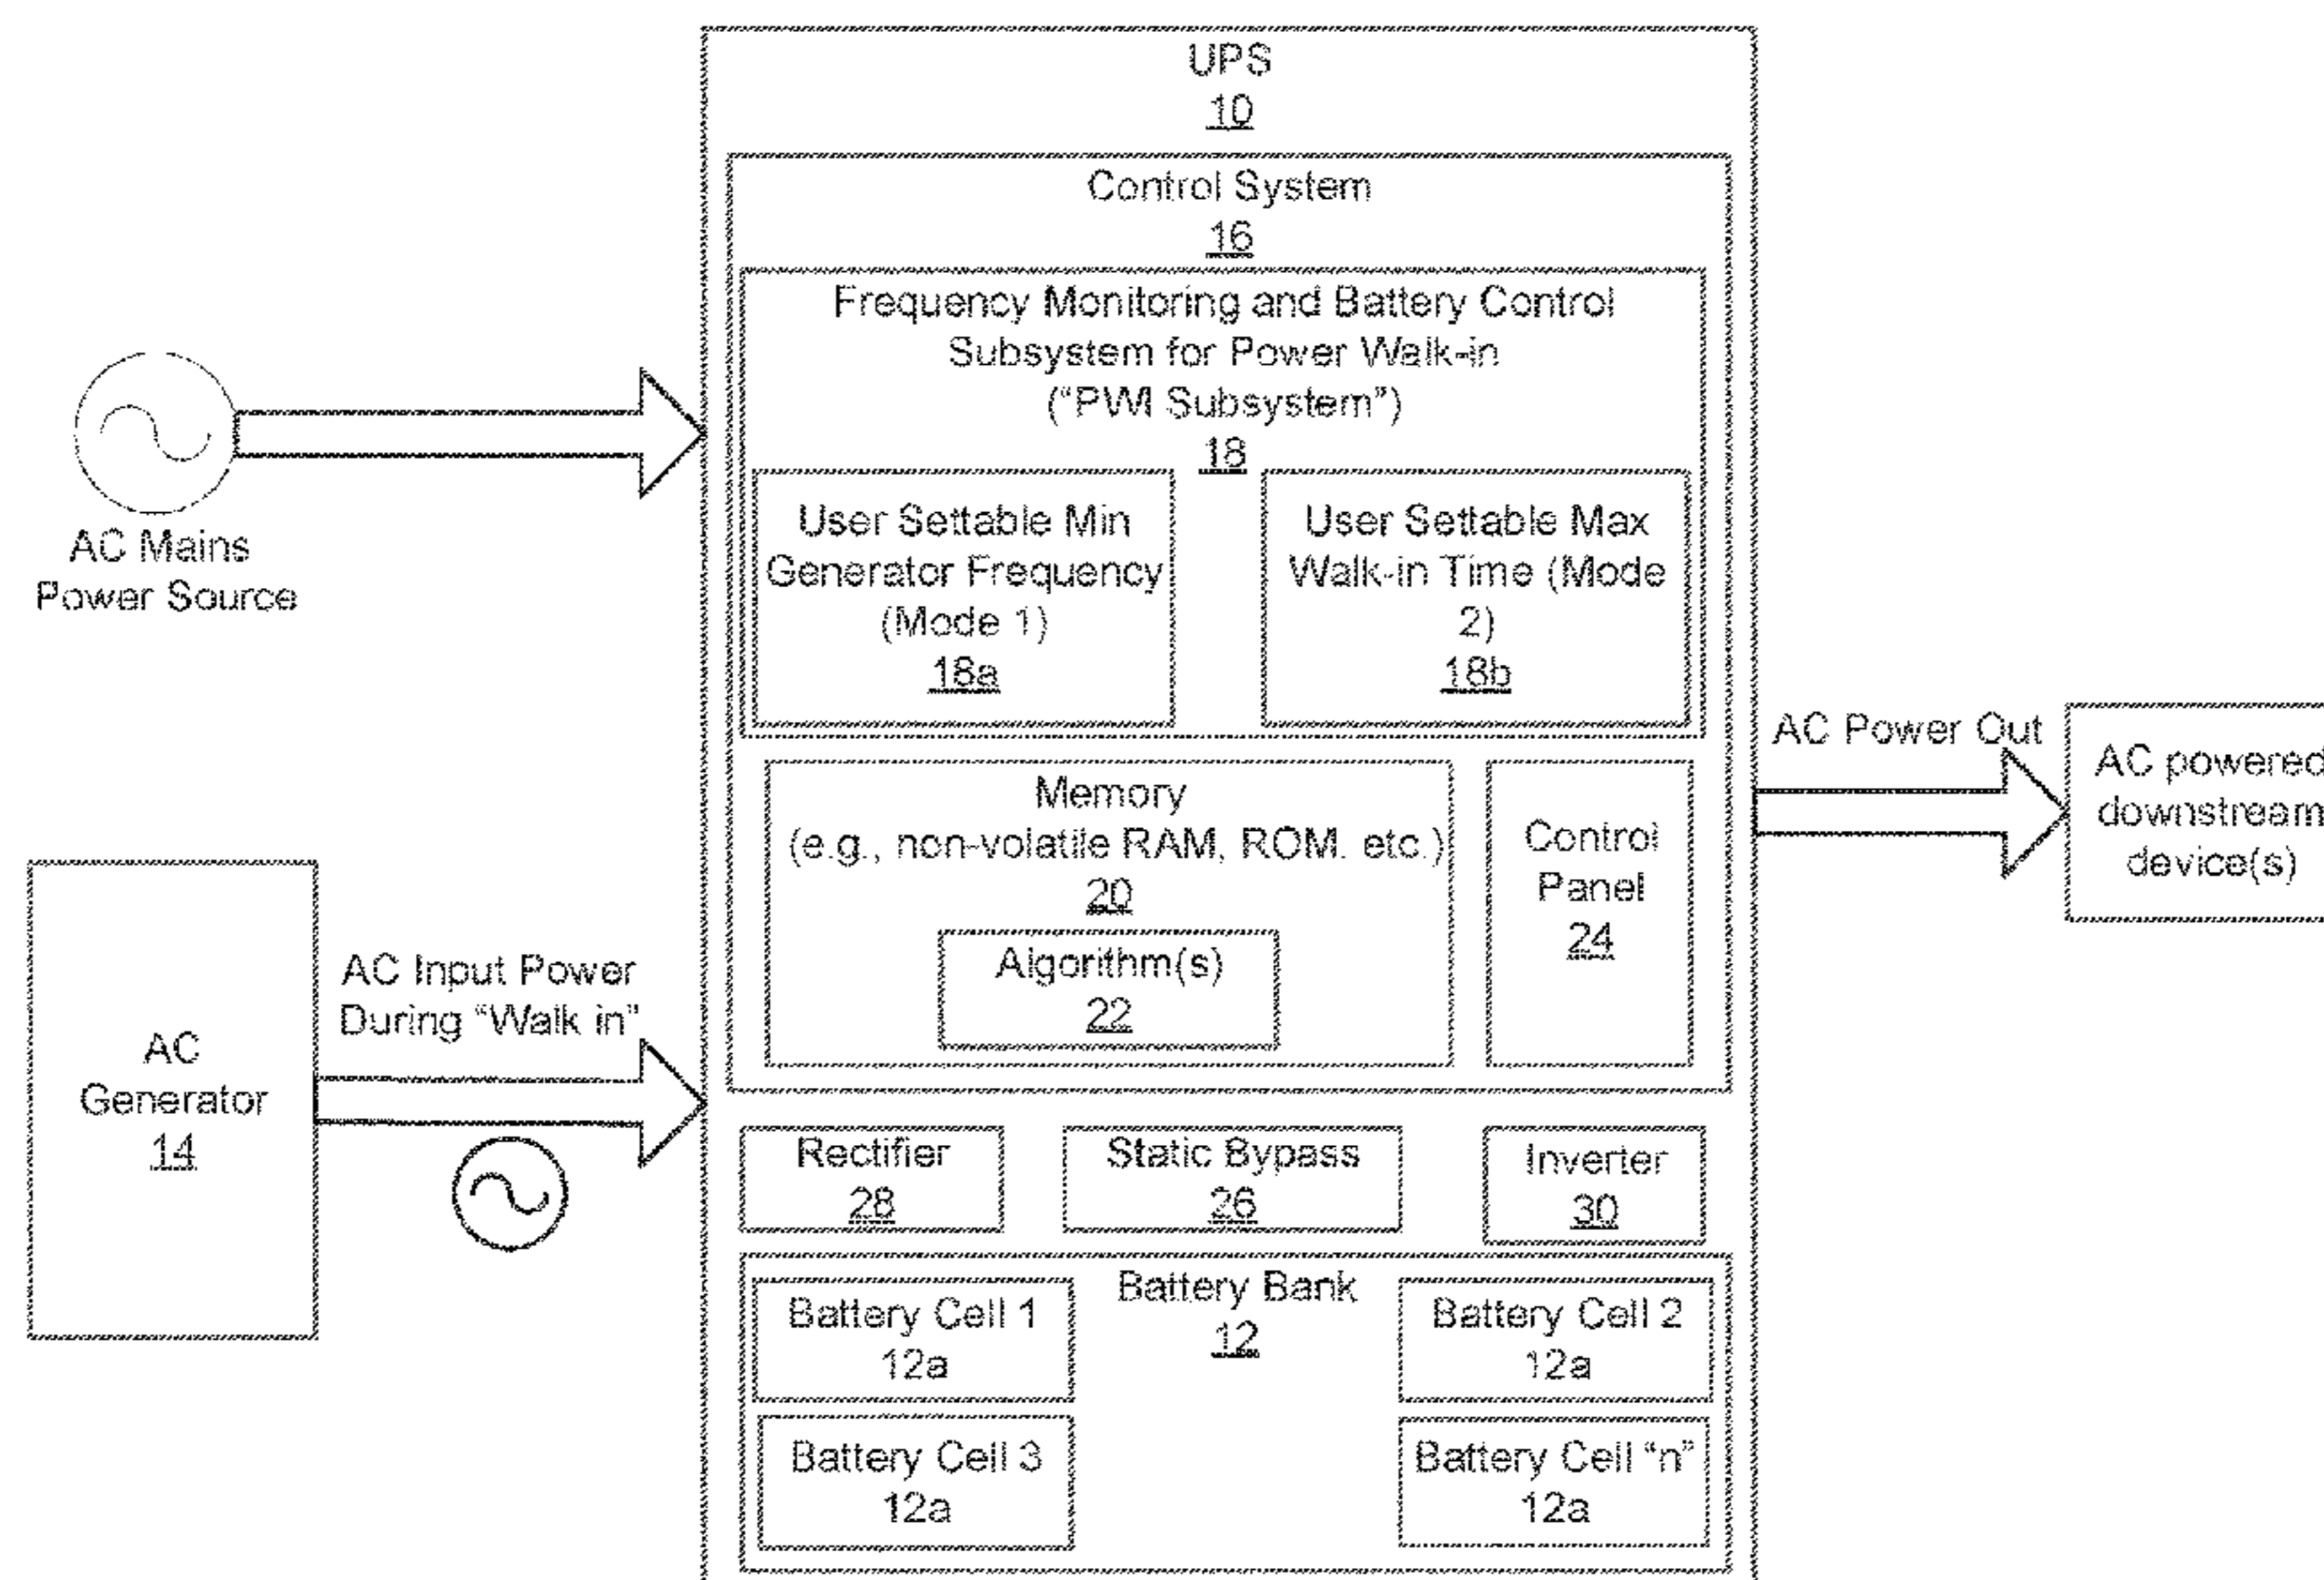 UPS
10
Control System
16
Frequency Monitoring and Battery Control
Subsystem for Power Walk-in
("PWI Subsystem")
18
User Settable Min
Generator Frequency
(Mode 1)
18a
User Settable Max
Walk-in Time (Mode
2)
18b
AC Mains
Power Source
Memory
(e.g., non-volatile RAM, ROM. etc.)
20
Algorithm(s)
22
Control
Panel
24
AC Power Out
AC powered
downstream
device(s)
AC Input Power
During "Walk in"
AC
Generator
14
Rectifier
28
Static Bypass
26
Inverter
30
Battery Bank
12
Battery Cell 1
12a
Battery Cell 2
12a
Battery Cell 3
12a
Battery Cell "n"
12a